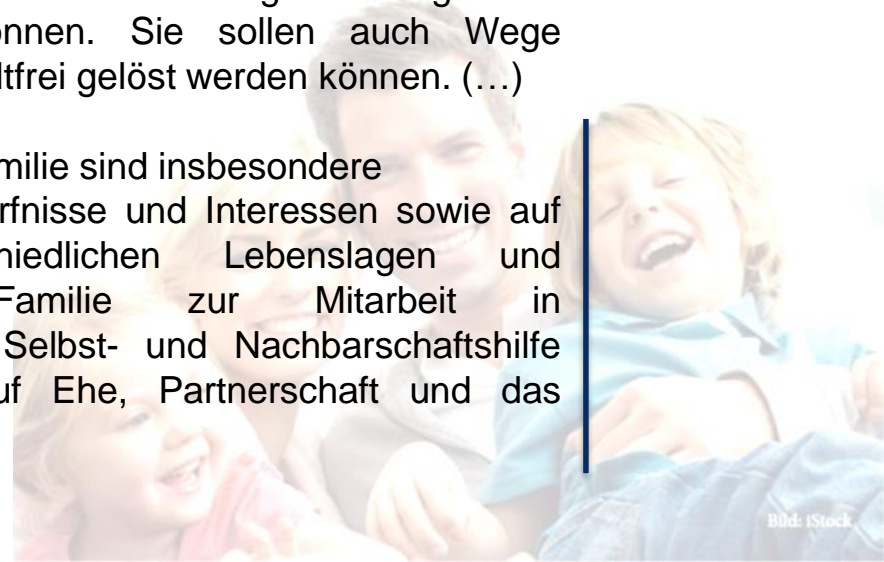 önnen. Sie sollen auch Wege
ltfrei gelöst werden können. (…)
milie sind insbesondere
rfnisse und Interessen sowie auf
hiedlichen Lebenslagen und
Familie zur Mitarbeit in
Selbst- und Nachbarschaftshilfe
uf Ehe, Partnerschaft und das
Bild: iStock